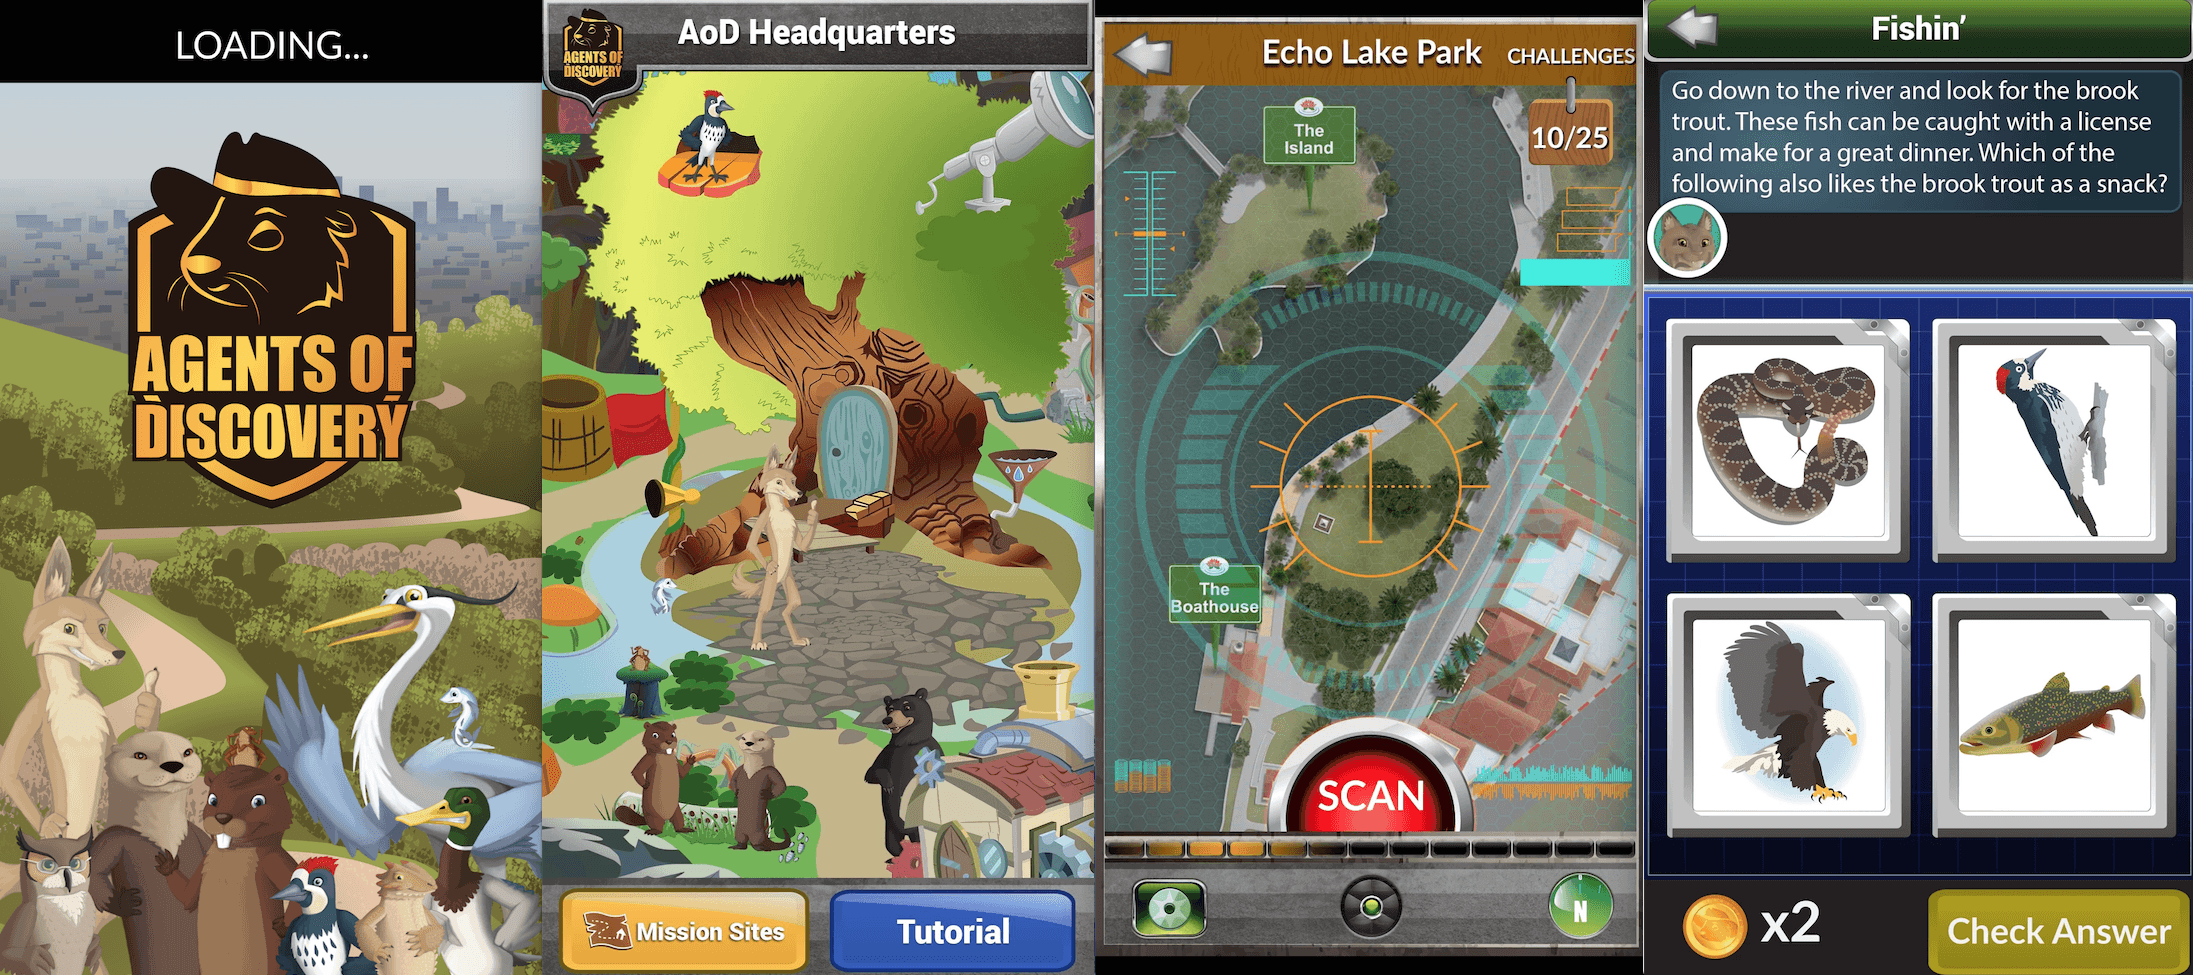 LOADING...
AGENTS OF
DISCOVERY
AoD Headquarters
AGENTS OF
DISCOVERY
Mission Sites
Tutorial
Echo Lake Park
CHALLENGES
10/25
The
Island
The
Boathouse
SCAN
N
Fishin’
Go down to the river and look for the brook
trout. These fish can be caught with a license
and make for a great dinner. Which of the
following also likes the brook trout as a snack?
x2
Check Answer